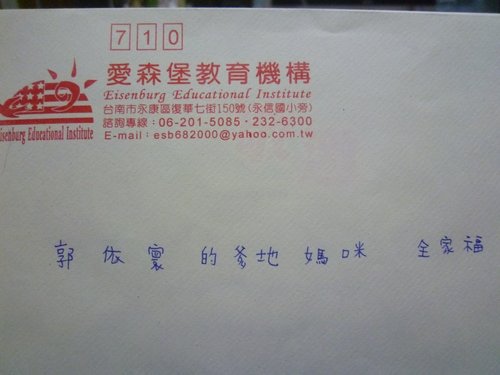 710
愛森堡教育機構
Eisenburg Educational Institute
Eisenburg Educational Institute
台南市永康區復華七街150號(永信國小旁)
諮詢專線:06-201-5085·232-6300
E-mail:esb682000@yahoo.com.tw
郭依寰的爹地媽咪 全家福